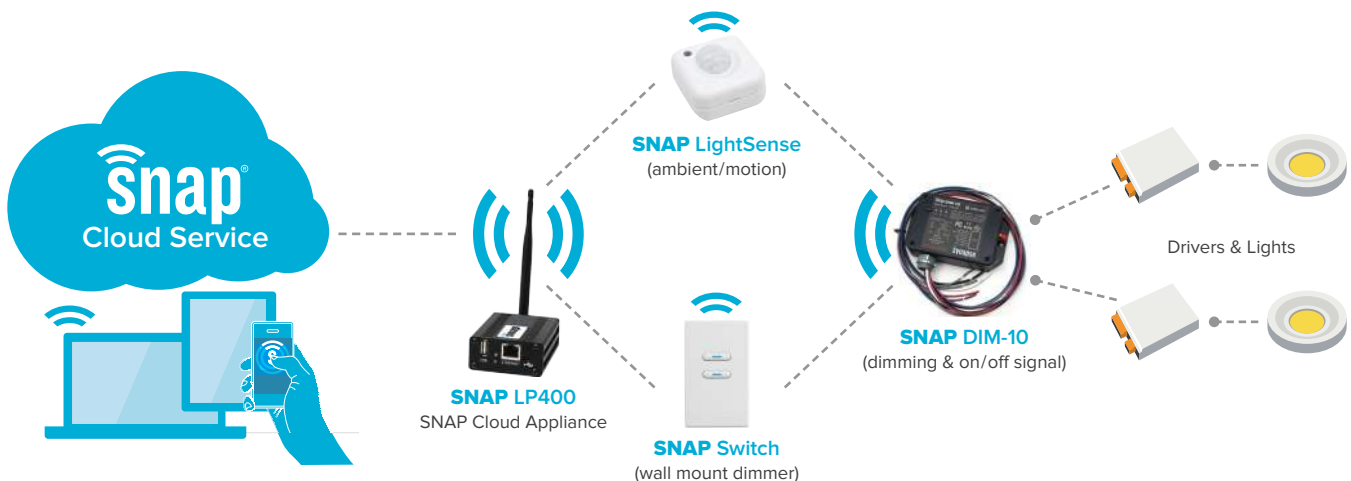 snap®
Cloud Service
SNAP LightSense
(ambient/motion)
SNAP LP400
SNAP Cloud Appliance
SNAP Switch
(wall mount dimmer)
SNAP DIM-10
(dimming & on/off signal)
Drivers & Lights